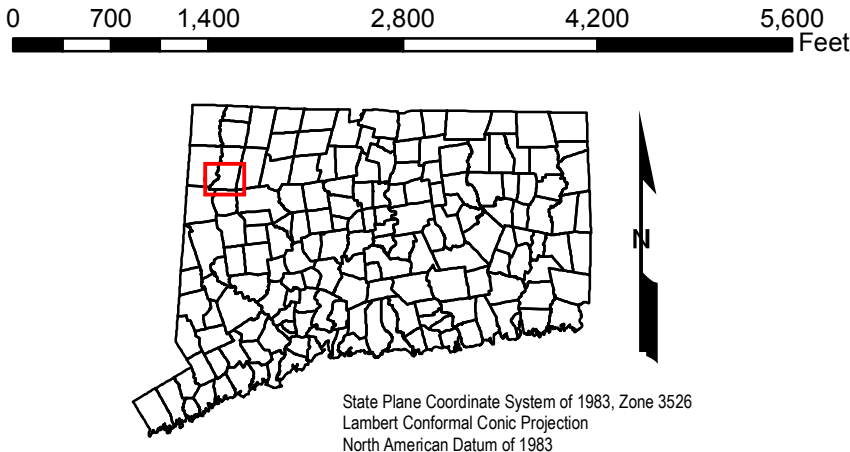 0 700 1,400 2,800 4,200 5,600
Feet
N
State Plane Coordinate System of 1983, Zone 3526
Lambert Conformal Conic Projection
North American Datum of 1983